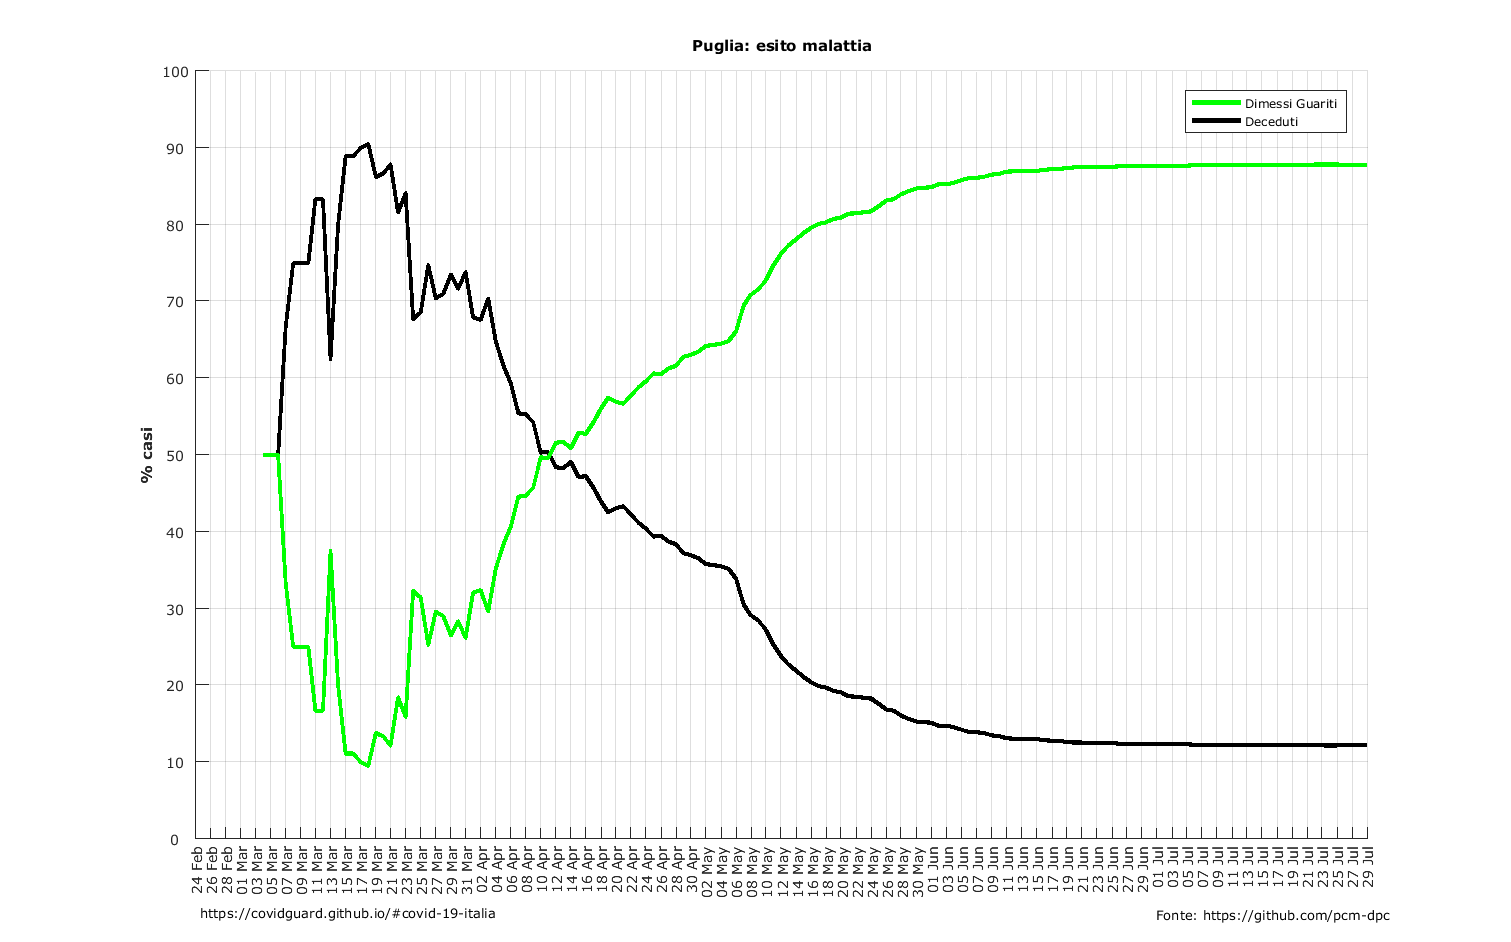 Puglia: esito malattia
Dimessi Guariti
Deceduti
% casi
100
90
80
70
60
50
40
30
20
10
0
24 Feb
26 Feb
28 Feb
01 Mar
03 Mar
05 Mar
07 Mar
09 Mar
11 Mar
13 Mar
15 Mar
17 Mar
19 Mar
21 Mar
23 Mar
25 Mar
27 Mar
29 Mar
31 Mar
02 Apr
04 Apr
06 Apr
08 Apr
10 Apr
12 Apr
14 Apr
16 Apr
18 Apr
20 Apr
22 Apr
24 Apr
26 Apr
28 Apr
30 Apr
02 May
04 May
06 May
08 May
10 May
12 May
14 May
16 May
18 May
20 May
22 May
24 May
26 May
28 May
30 May
01 Jun
03 Jun
05 Jun
07 Jun
09 Jun
11 Jun
13 Jun
15 Jun
17 Jun
19 Jun
21 Jun
23 Jun
25 Jun
27 Jun
29 Jun
01 Jul
03 Jul
05 Jul
07 Jul
09 Jul
11 Jul
13 Jul
15 Jul
17 Jul
19 Jul
21 Jul
23 Jul
25 Jul
27 Jul
29 Jul
https://covidguard.github.io/#covid-19-italia
Fonte: https://github.com/pcm-dpc